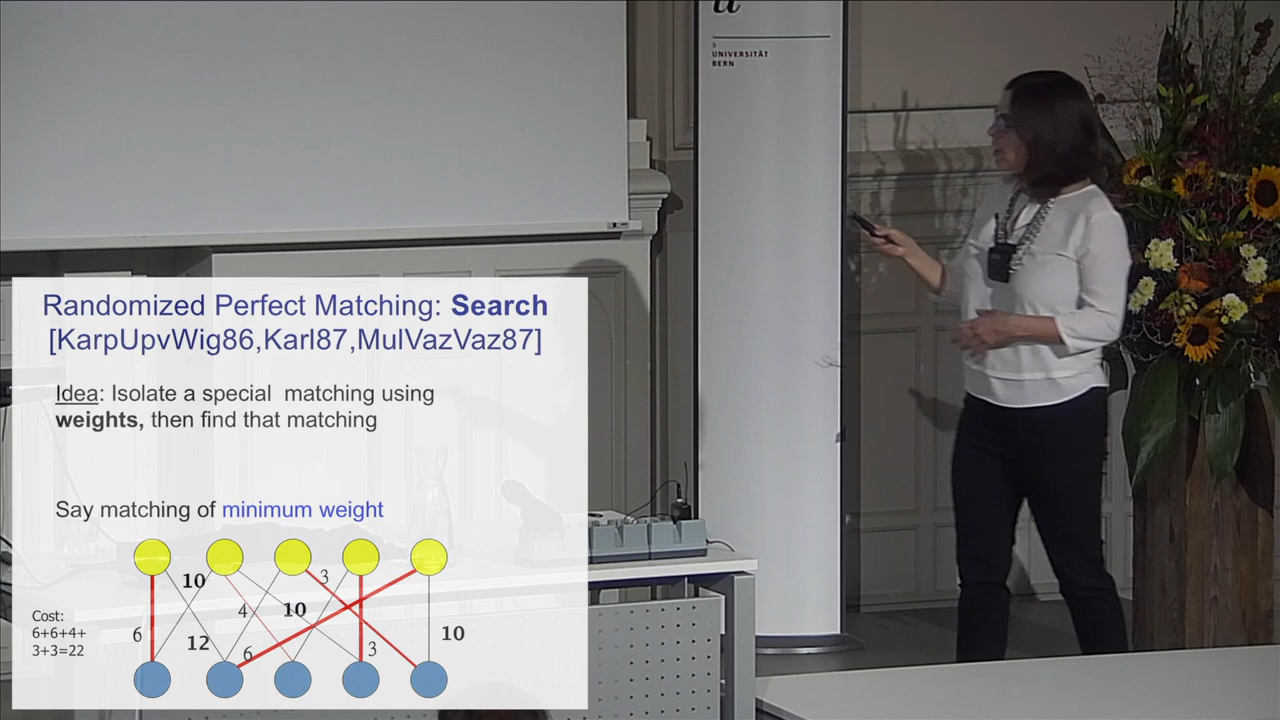 u
b
UNIVERSITÄT
BERN
Randomized Perfect Matching: Search
[KarpUpvWig86,Karl87,MulVazVaz87]
Idea: Isolate a special matching using
weights, then find that matching
Say matching of minimum weight
10
3
4
10
Cost:
6+6+4+
3+3=22
6
12
6
3
10